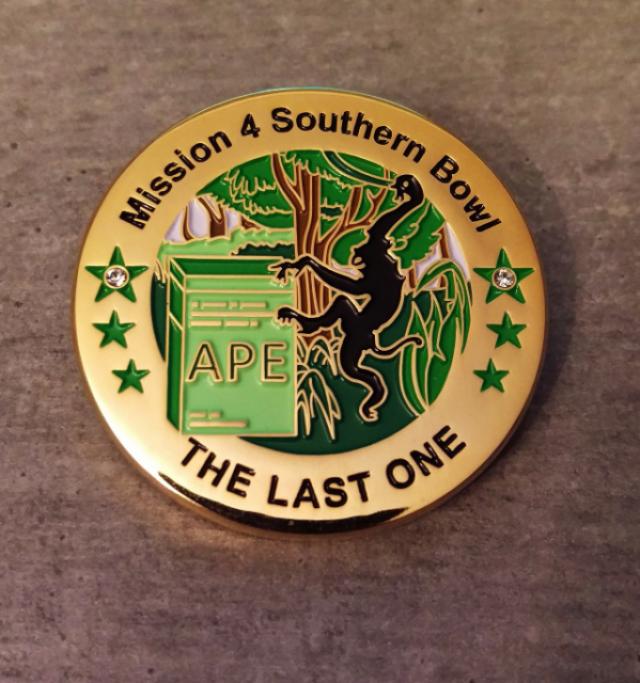 Mission 4 Southern Bowl
APE
THE LAST ONE